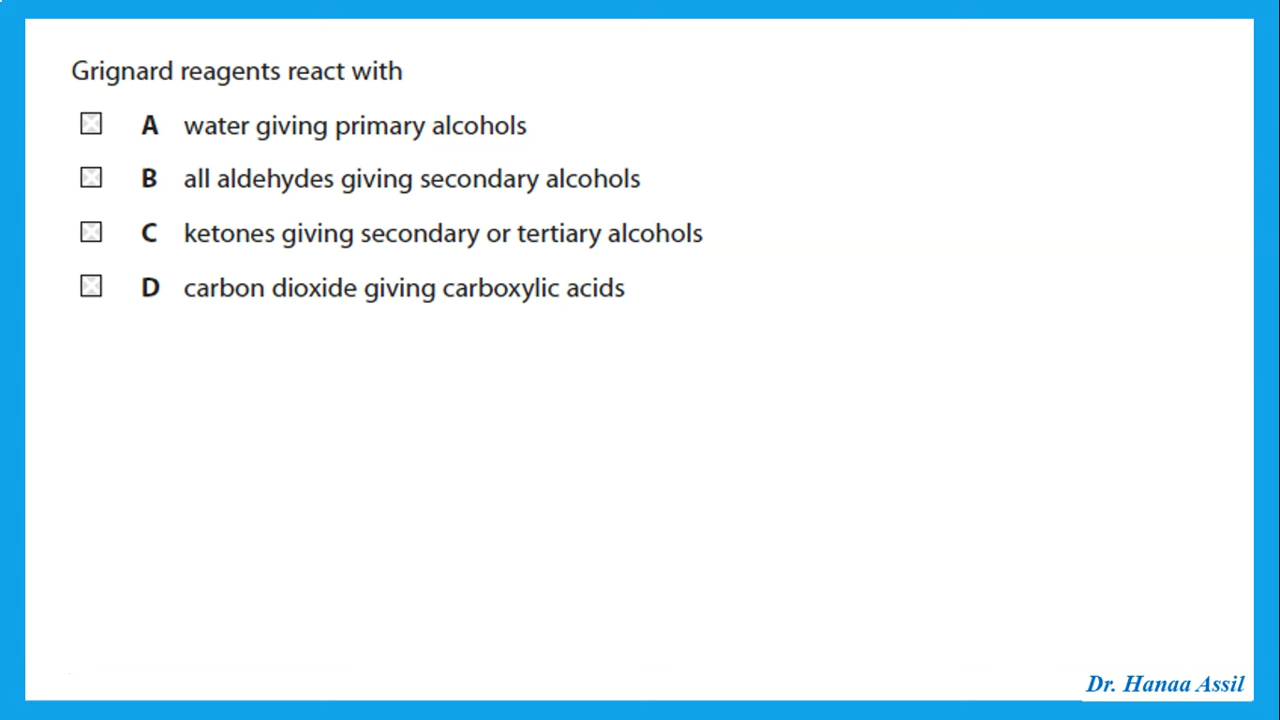 Grignard reagents react with
A water giving primary alcohols
B all aldehydes giving secondary alcohols
C ketones giving secondary or tertiary alcohols
D carbon dioxide giving carboxylic acids
Dr. Hanaa Assil